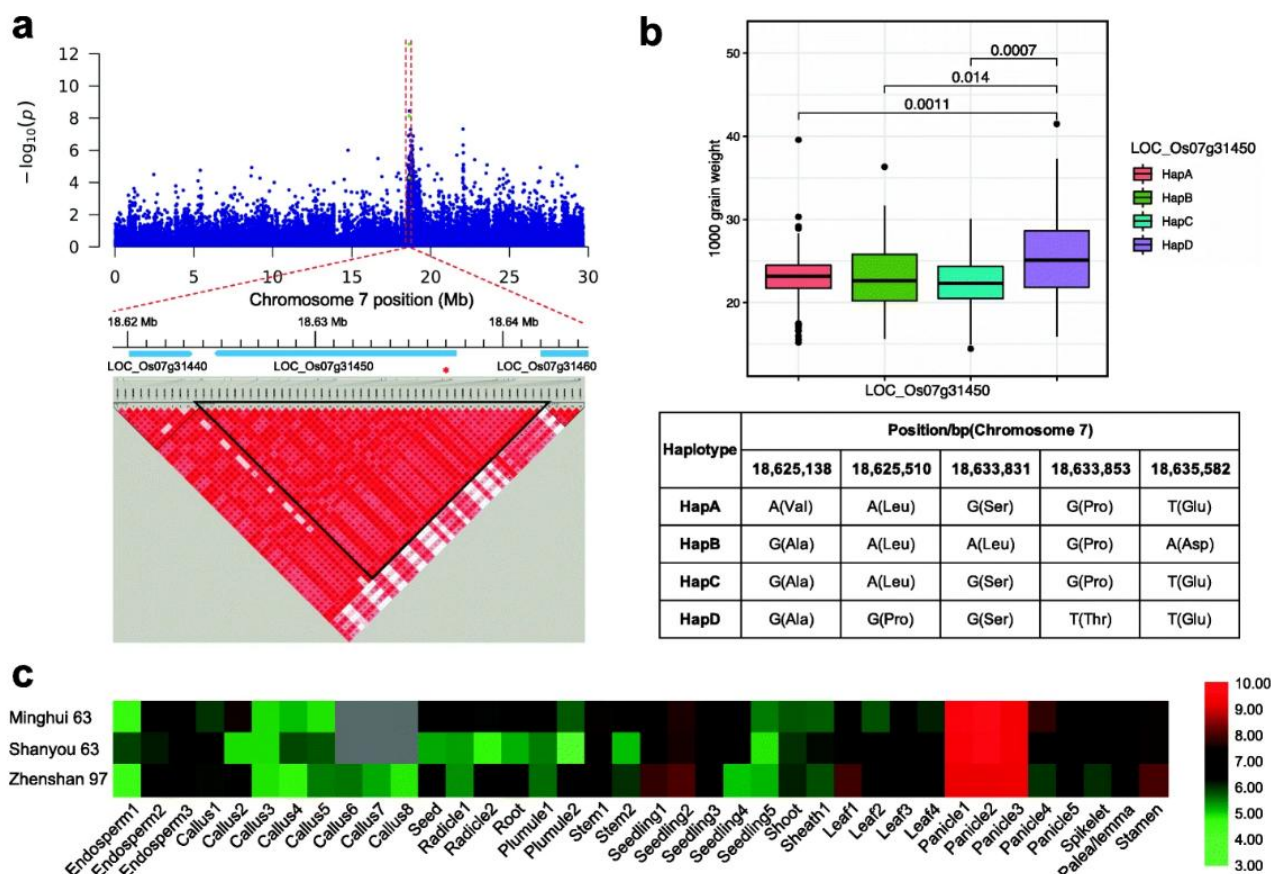 a
12
10
8
6
4
2
0
−log10(p)
0 5 10 15 20 25 30
Chromosome 7 position (Mb)
18.62 Mb 18.63 Mb 18.64 Mb
LOC_Os07g31440 LOC_Os07g31450 LOC_Os07g31460
*
b
50
40
30
20
1000 grain weight
0.0007
0.014
0.0011
LOC_Os07g31450
LOC_Os07g31450
HapA
HapB
HapC
HapD
Haplotype Position/bp(Chromosome 7)
18,625,138 18,625,510 18,633,831 18,633,853 18,635,582
HapA A(Val) A(Leu) G(Ser) G(Pro) T(Glu)
HapB G(Ala) A(Leu) A(Leu) G(Pro) A(Asp)
HapC G(Ala) A(Leu) G(Ser) G(Pro) T(Glu)
HapD G(Ala) G(Pro) G(Ser) T(Thr) T(Glu)
c
Minghui 63
Shanyou 63
Zhenshan 97
Endosperm1 Endosperm2 Endosperm3 Callus1 Callus2 Callus3 Callus4 Callus5 Callus6 Callus7 Callus8 Seed Radicle1 Radicle2 Root Plumule1 Plumule2 Stem1 Stem2 Seedling1 Seedling2 Seedling3 Seedling4 Seedling5 Shoot Sheath1 Leaf1 Leaf2 Leaf3 Leaf4 Panicle1 Panicle2 Panicle3 Panicle4 Panicle5 Spikelet Palea/lemma Stamen
10.00
9.00
8.00
7.00
6.00
5.00
4.00
3.00